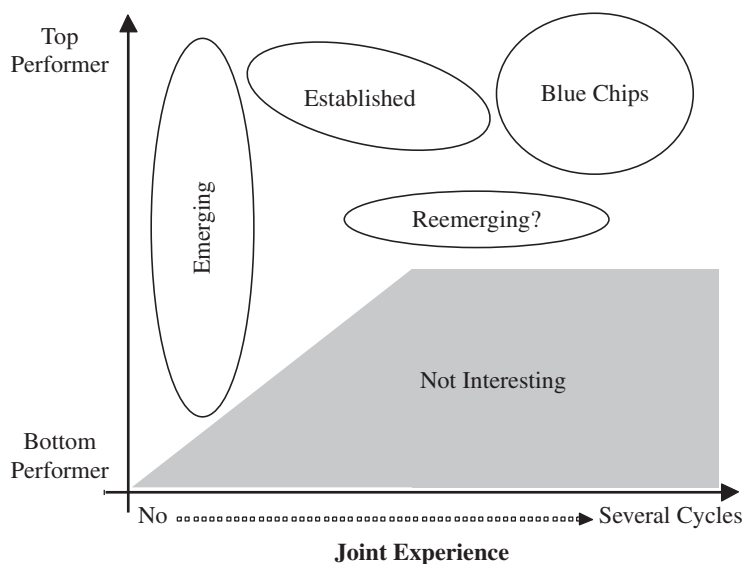 Top
Performer
Established
Blue Chips
Emerging
Reemerging?
Not Interesting
Bottom
Performer
No
Several Cycles
Joint Experience